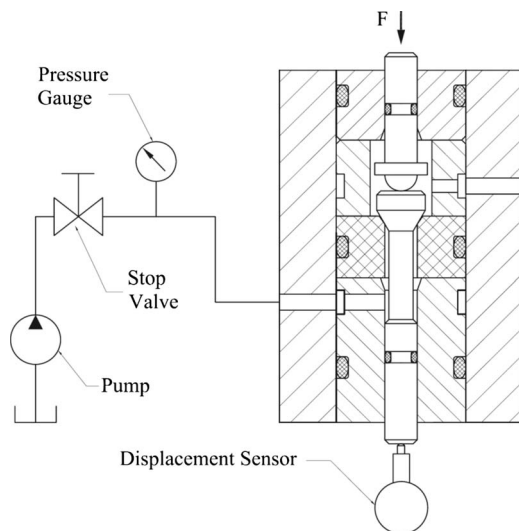 F
Pressure
Gauge
Stop
Valve
Pump
Displacement Sensor